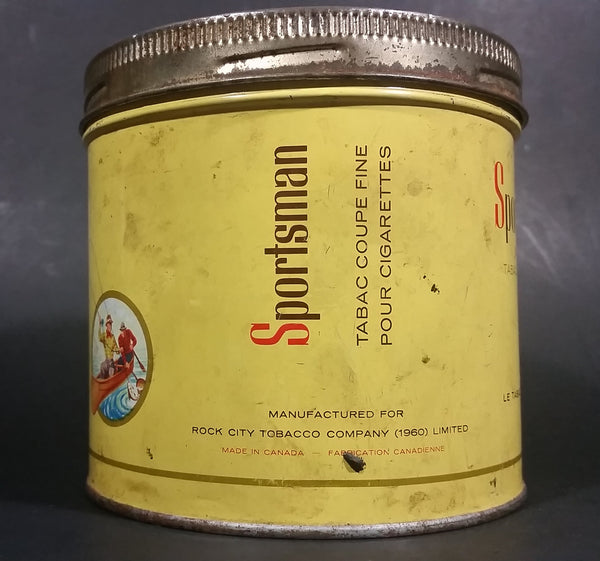 Sportsman
TABAC COUPE FINE
POUR CIGARETTES
MANUFACTURED FOR
ROCK CITY TOBACCO COMPANY (1960) LIMITED
MADE IN CANADA — FABRICATION CANADIENNE
LE